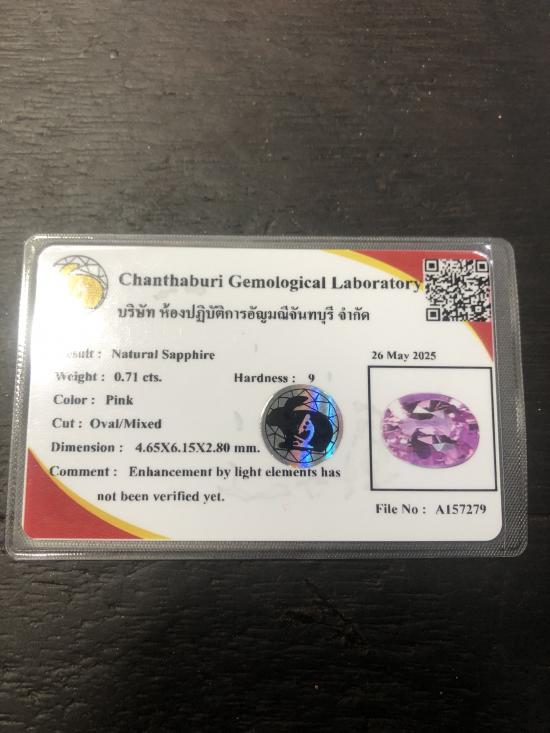 Chanthaburi Gemological Laboratory
บริษัท ห้องปฏิบัติการอัญมณีจันทบุรี จำกัด
Result : Natural Sapphire
26 May 2025
Weight : 0.71 cts. Hardness : 9
Color : Pink
Cut : Oval/Mixed
Dimension : 4.65X6.15X2.80 mm.
Comment : Enhancement by light elements has
not been verified yet.
File No : A157279